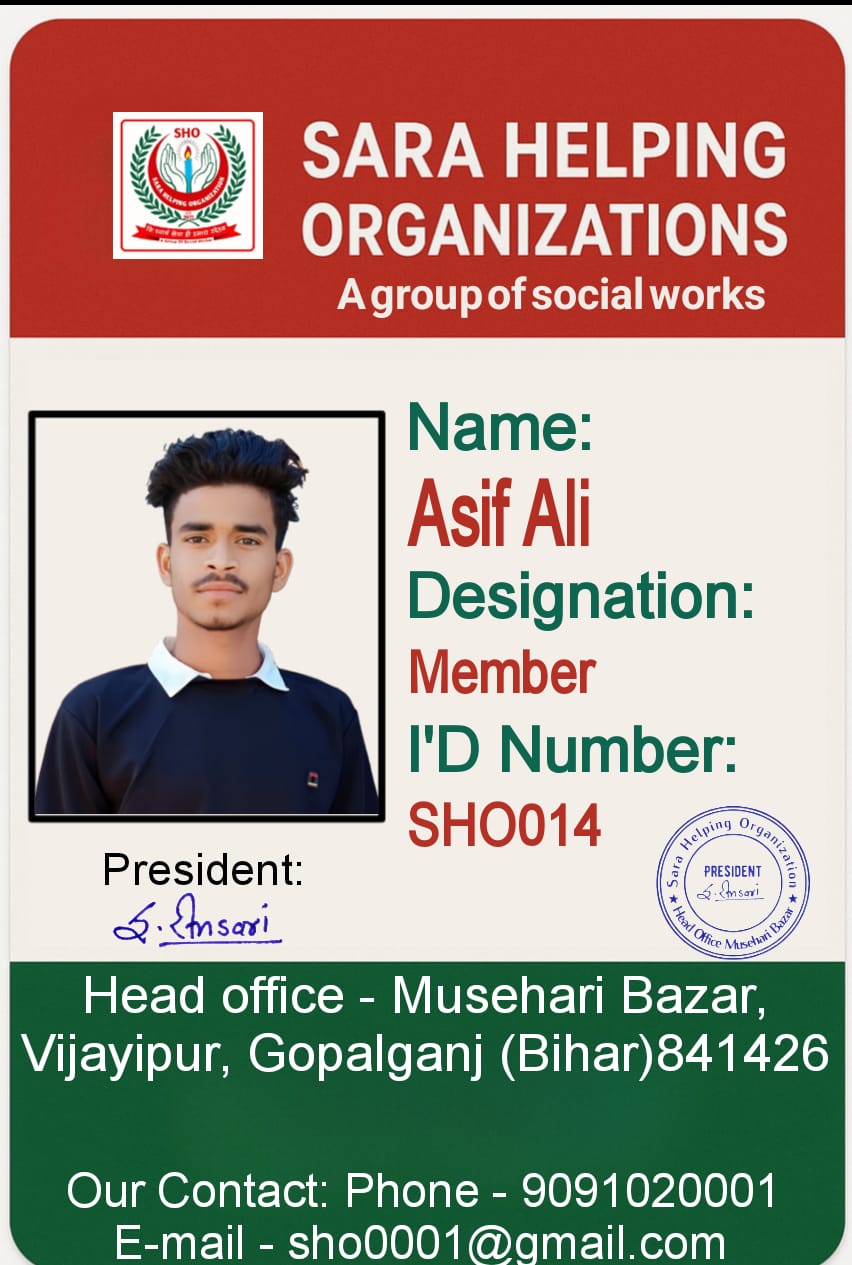 SHO
SARA HELPING ORGANIZATION
SARA HELPING
ORGANIZATIONS
A group of social works
Name:
Asif Ali
Designation:
Member
I'D Number:
SHO014
President:
S. Ansari
Sara Helping Organization
PRESIDENT
S. Ansari
★ Head Office Musehari Bazar ★
Head office - Musehari Bazar,
Vijayipur, Gopalganj (Bihar)841426
Our Contact: Phone - 9091020001
E-mail - sho0001@gmail.com